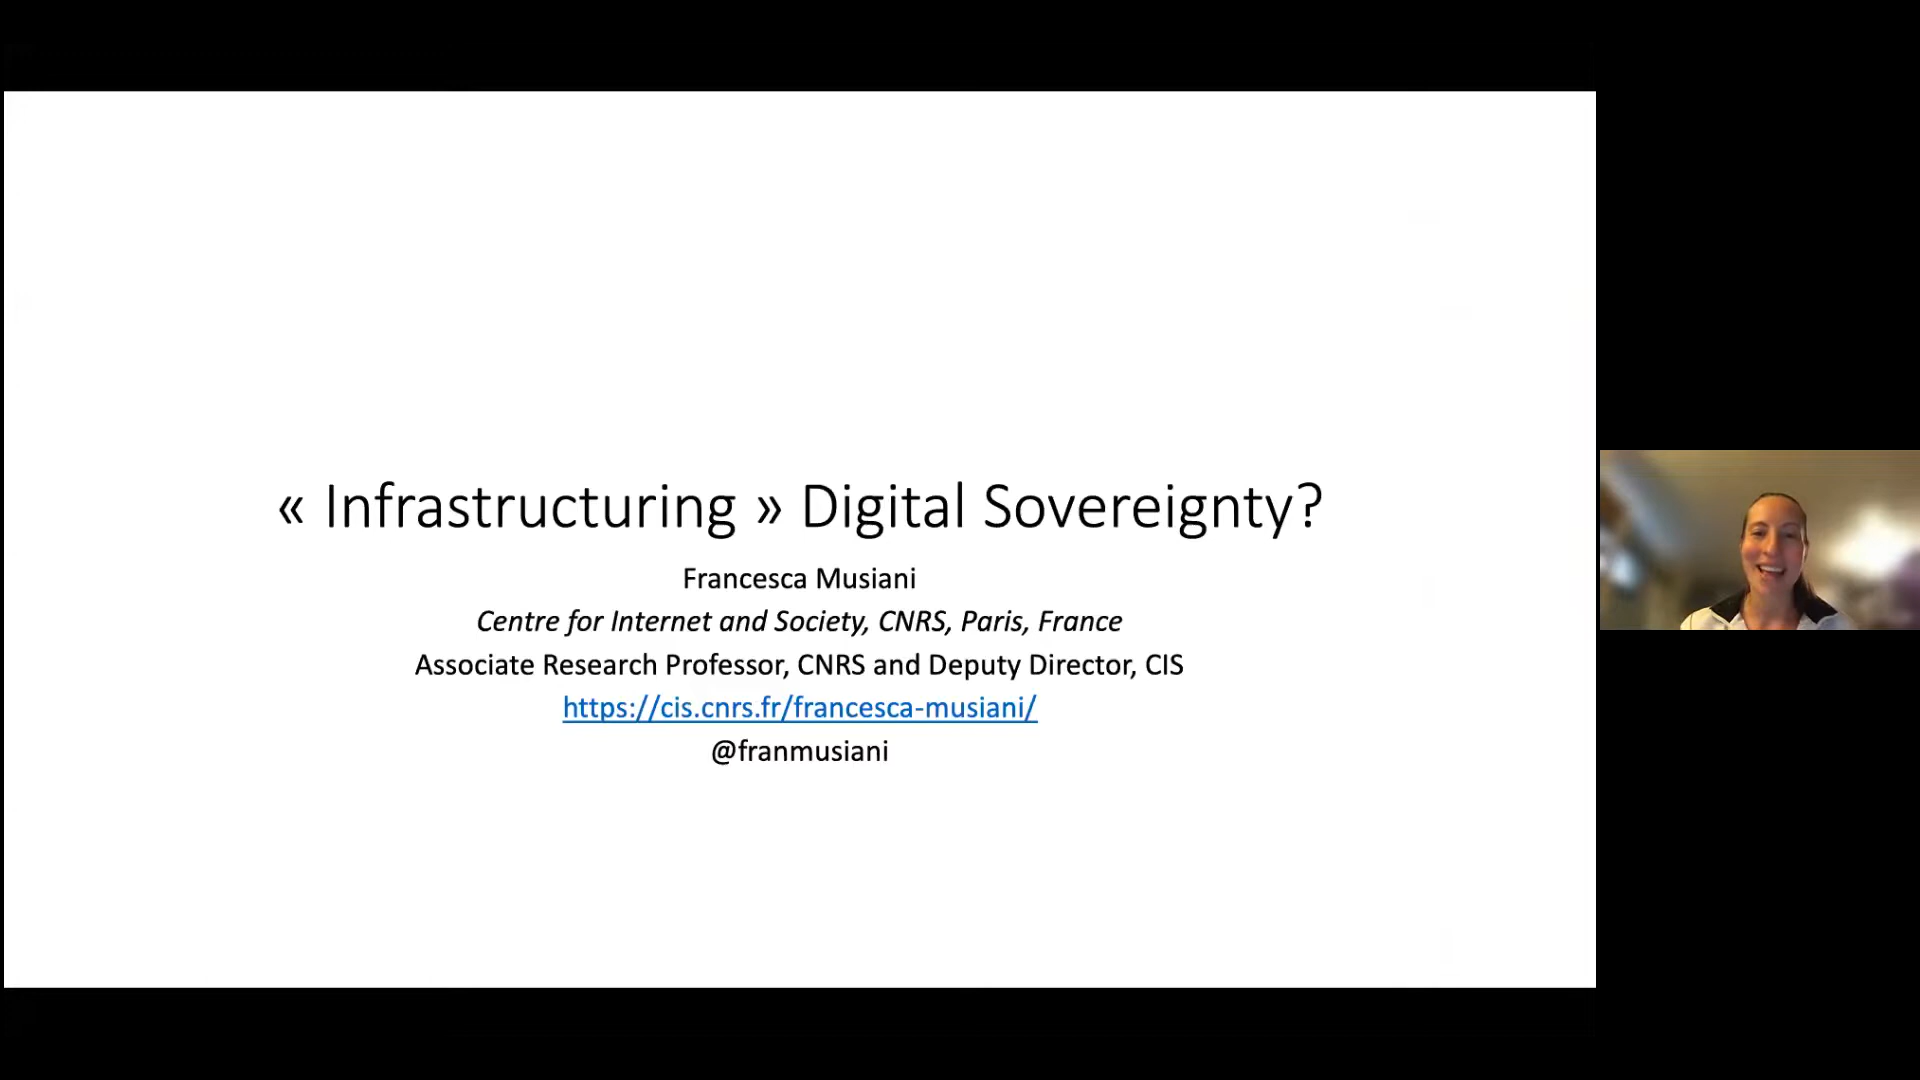 « Infrastructuring » Digital Sovereignty?
Francesca Musiani
Centre for Internet and Society, CNRS, Paris, France
Associate Research Professor, CNRS and Deputy Director, CIS
https://cis.cnrs.fr/francesca-musiani/
@franmusiani